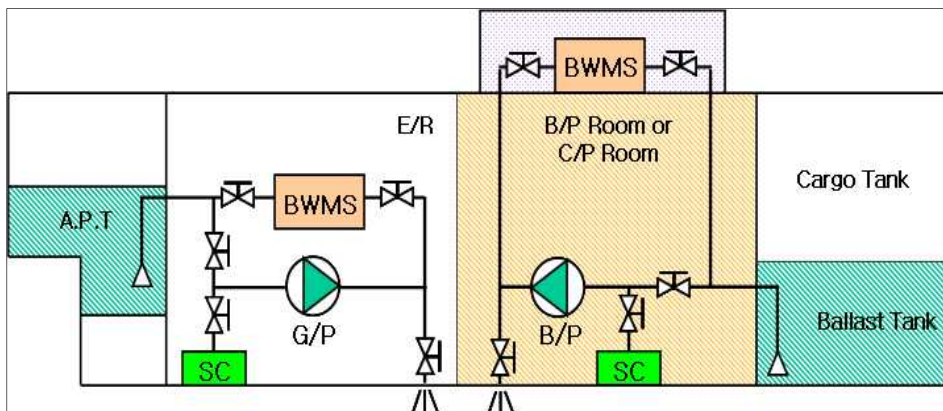 BWMS
E/R
B/P Room or
C/P Room
Cargo Tank
A.P.T
BWMS
G/P
B/P
Ballast Tank
SC
SC